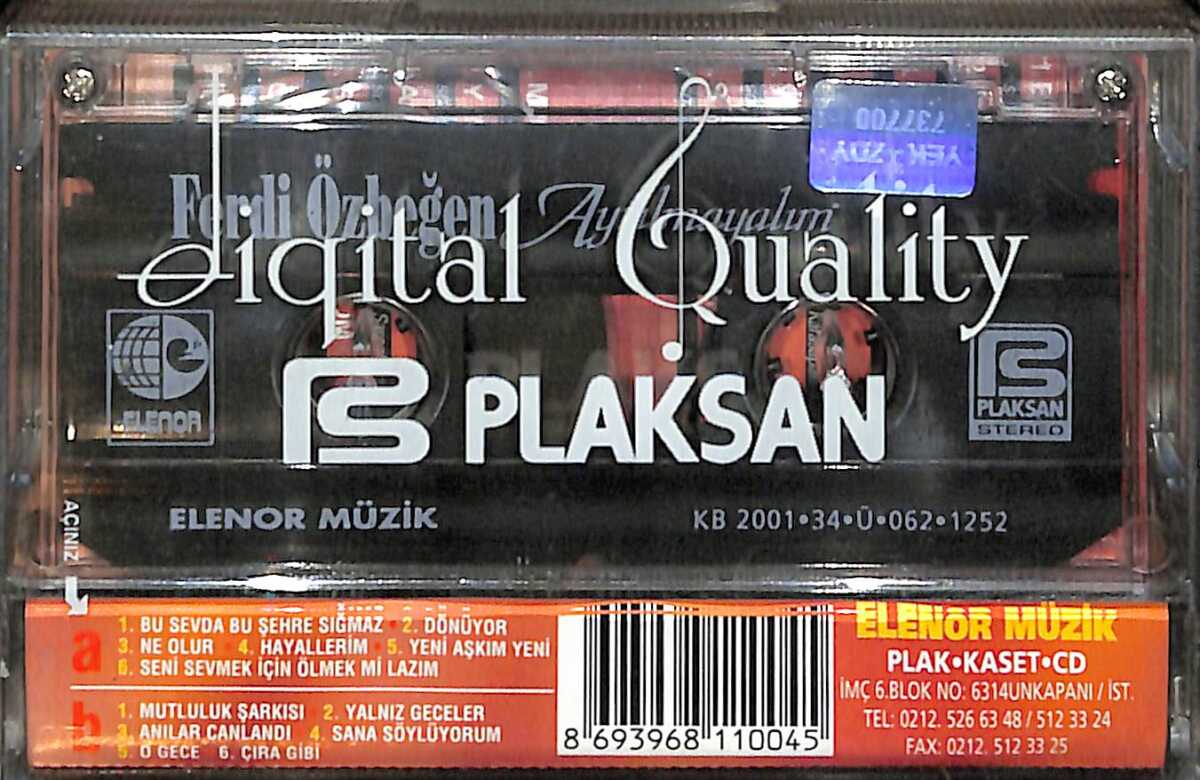 737700
Ferdi Özbeğen Ayrılmayalım
Digital Quality
ELENOR
PLAKSAN
PLAKSAN
STEREO
ELENOR MÜZİK
KB 2001•34•Ü•062•1252
AÇINIZ
a
1. BU SEVDA BU ŞEHRE SIĞMAZ • 2. DÖNÜYOR
3. NE OLUR • 4. HAYALLERİM • 5. YENİ AŞKIM YENİ
6. SENİ SEVMEK İÇİN ÖLMEK Mİ LAZIM
b
1. MUTLULUK ŞARKISI • 2. YALNIZ GECELER
3. ANILAR CANLANDI • 4. SANA SÖYLÜYORUM
5. O GECE 6. ÇIRA GİBİ
8 693968 110045
ELENOR MÜZİK
PLAK•KASET•CD
İMÇ 6.BLOK NO: 6314UNKAPANI / İST.
TEL: 0212. 526 63 48 / 512 33 24
FAX: 0212. 512 33 25